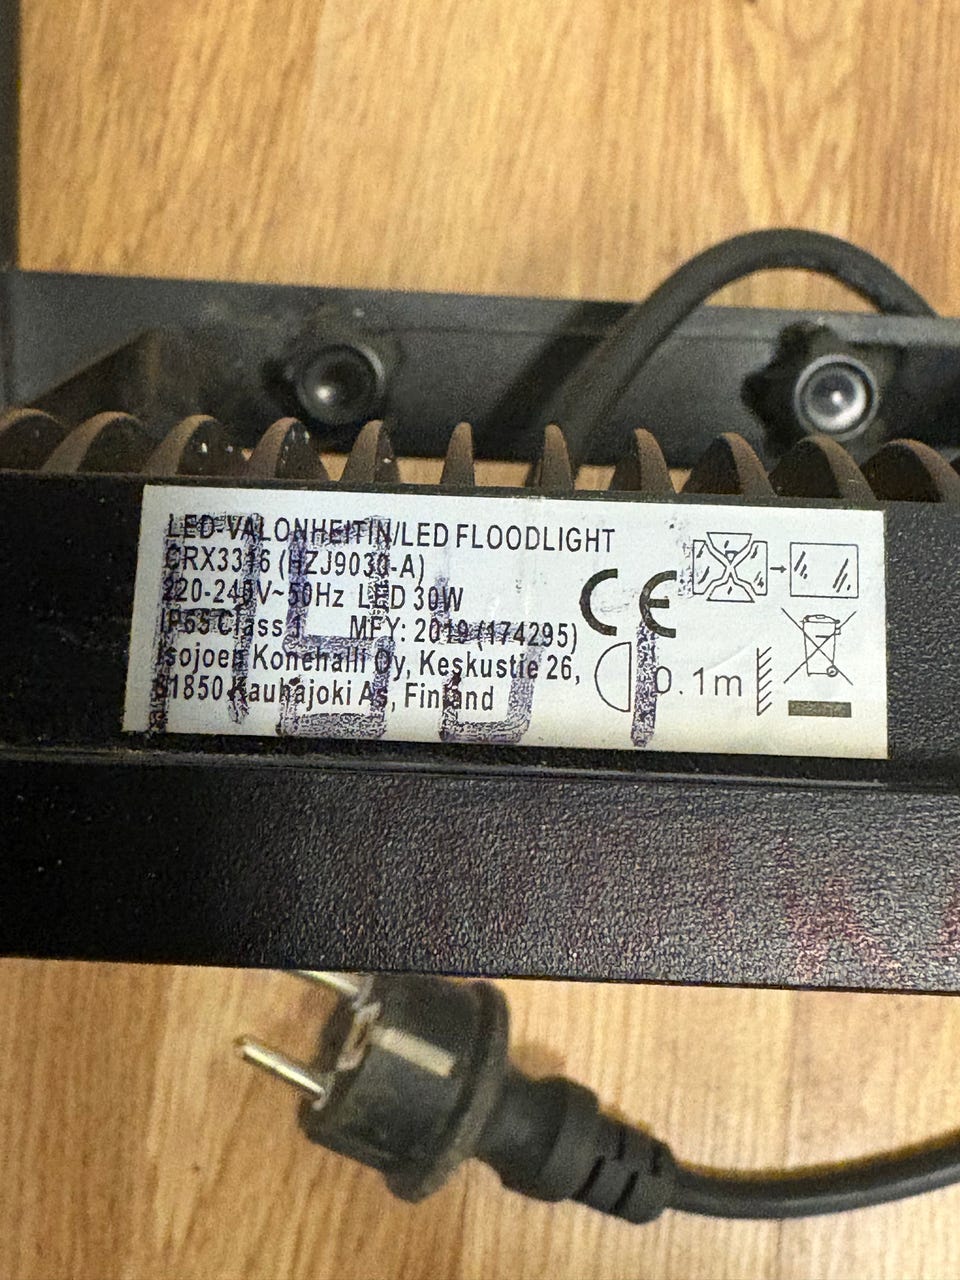 LED-VALONHEITIN/LED FLOODLIGHT
CRX3316 (HZJ9030-A)
220-240V~50Hz LED 30W
IP65 Class 1 MFY: 2019 (174295)
Isojoen Konehalli Oy, Keskustie 26,
61850 Kauhajoki As, Finland
CE
0.1m